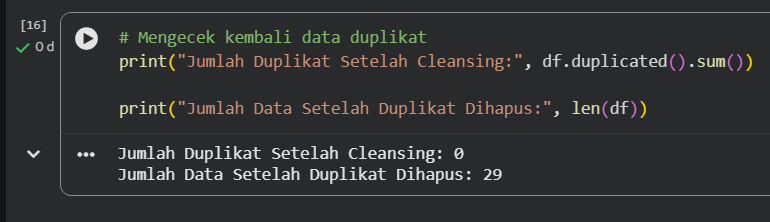 [16]
0 d
# Mengecek kembali data duplikat
print("Jumlah Duplikat Setelah Cleansing:", df.duplicated().sum())
print("Jumlah Data Setelah Duplikat Dihapus:", len(df))
Jumlah Duplikat Setelah Cleansing: 0
Jumlah Data Setelah Duplikat Dihapus: 29